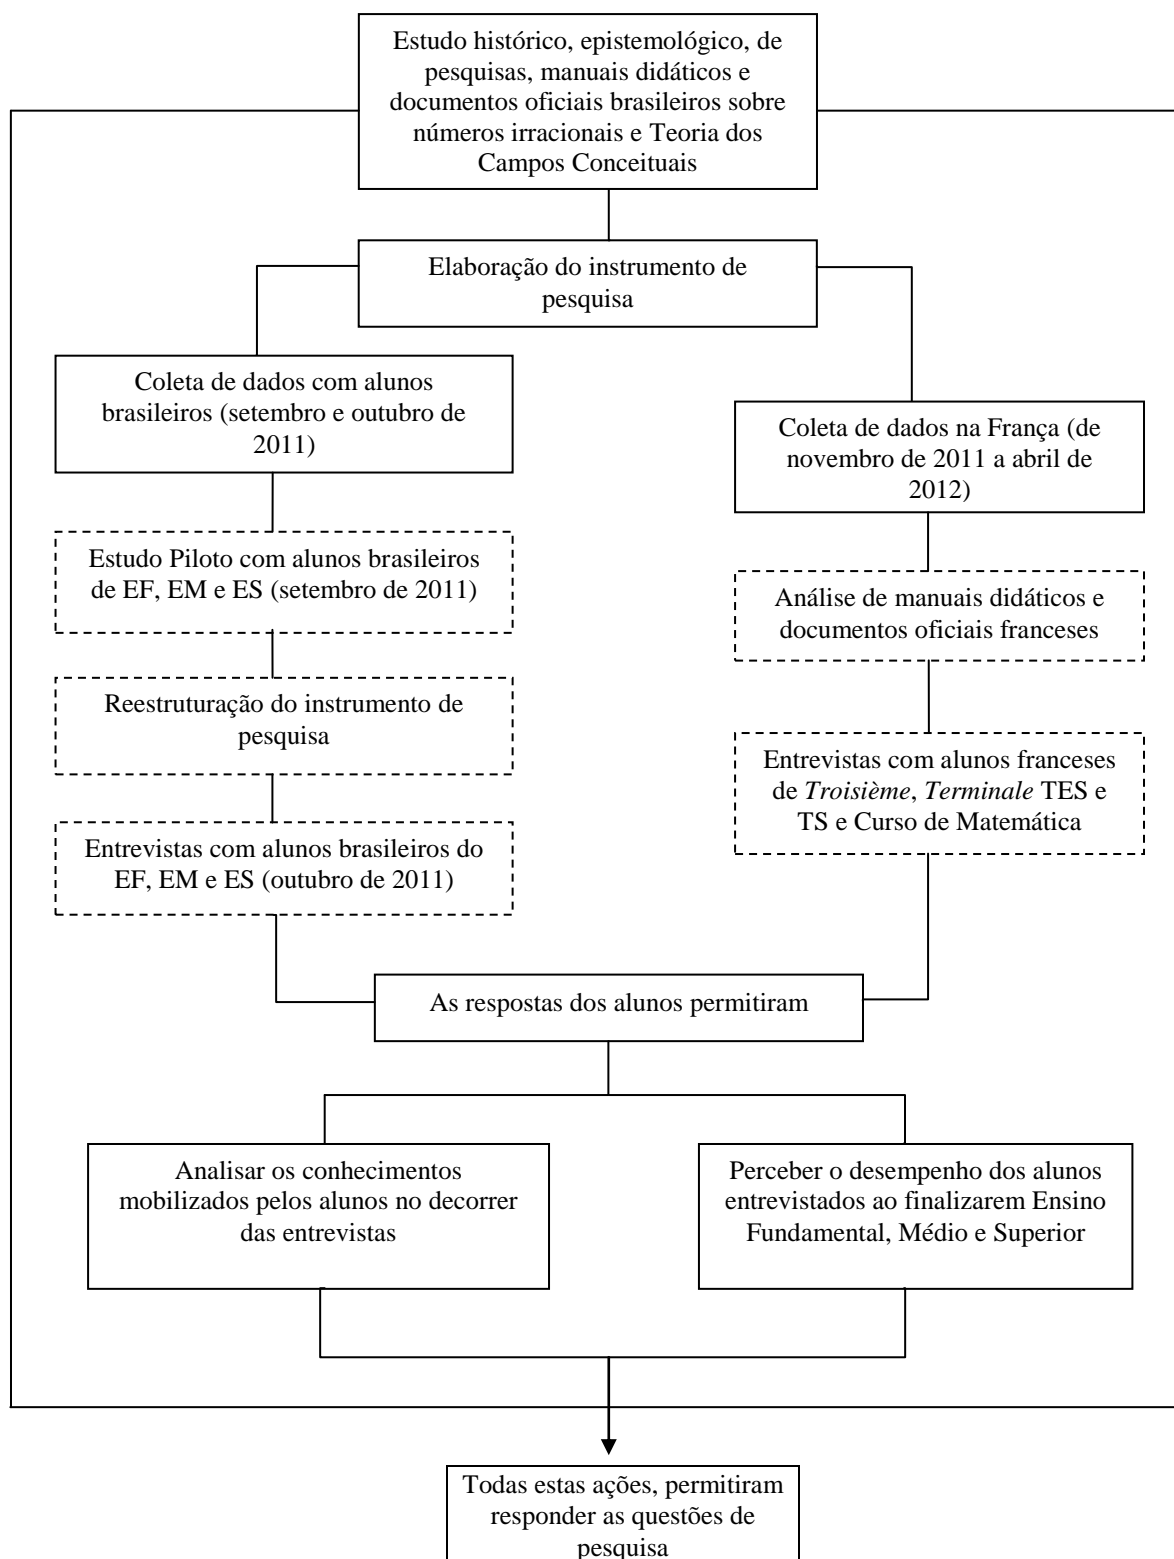 Estudo histórico, epistemológico, de
pesquisas, manuais didáticos e
documentos oficiais brasileiros sobre
números irracionais e Teoria dos
Campos Conceituais
Elaboração do instrumento de
pesquisa
Coleta de dados com alunos
brasileiros (setembro e outubro de
2011)
Estudo Piloto com alunos brasileiros
de EF, EM e ES (setembro de 2011)
Reestruturação do instrumento de
pesquisa
Entrevistas com alunos brasileiros do
EF, EM e ES (outubro de 2011)
Coleta de dados na França (de
novembro de 2011 a abril de
2012)
Análise de manuais didáticos e
documentos oficiais franceses
Entrevistas com alunos franceses
de Troisième, Terminale TES e
TS e Curso de Matemática
As respostas dos alunos permitiram
Analisar os conhecimentos
mobilizados pelos alunos no decorrer
das entrevistas
Perceber o desempenho dos alunos
entrevistados ao finalizarem Ensino
Fundamental, Médio e Superior
Todas estas ações, permitiram
responder as questões de
pesquisa